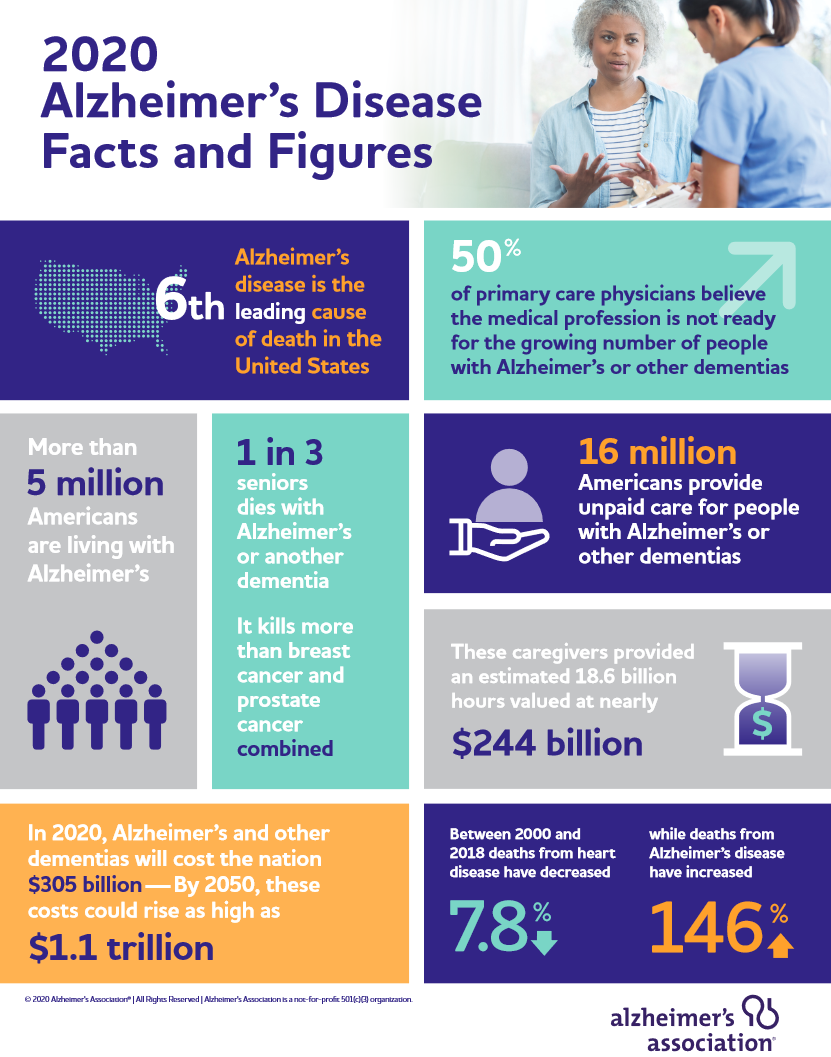 2020
Alzheimer's Disease
Facts and Figures
6th
Alzheimer's
disease is the
leading cause
of death in the
United States
50%
of primary care physicians believe
the medical profession is not ready
for the growing number of people
with Alzheimer's or other dementias
More than
5 million
Americans
are living with
Alzheimer's
1 in 3
seniors
dies with
Alzheimer's
or another
dementia
It kills more
than breast
cancer and
prostate
cancer
combined
16 million
Americans provide
unpaid care for people
with Alzheimer's or
other dementias
These caregivers provided
an estimated 18.6 billion
hours valued at nearly
$244 billion
$
In 2020, Alzheimer's and other
dementias will cost the nation
$305 billion — By 2050, these
costs could rise as high as
$1.1 trillion
Between 2000 and
2018 deaths from heart
disease have decreased
7.8%
while deaths from
Alzheimer's disease
have increased
146%
© 2020 Alzheimer's Association® | All Rights Reserved | Alzheimer's Association is a not-for-profit 501(c)(3) organization.
alzheimer's
association®